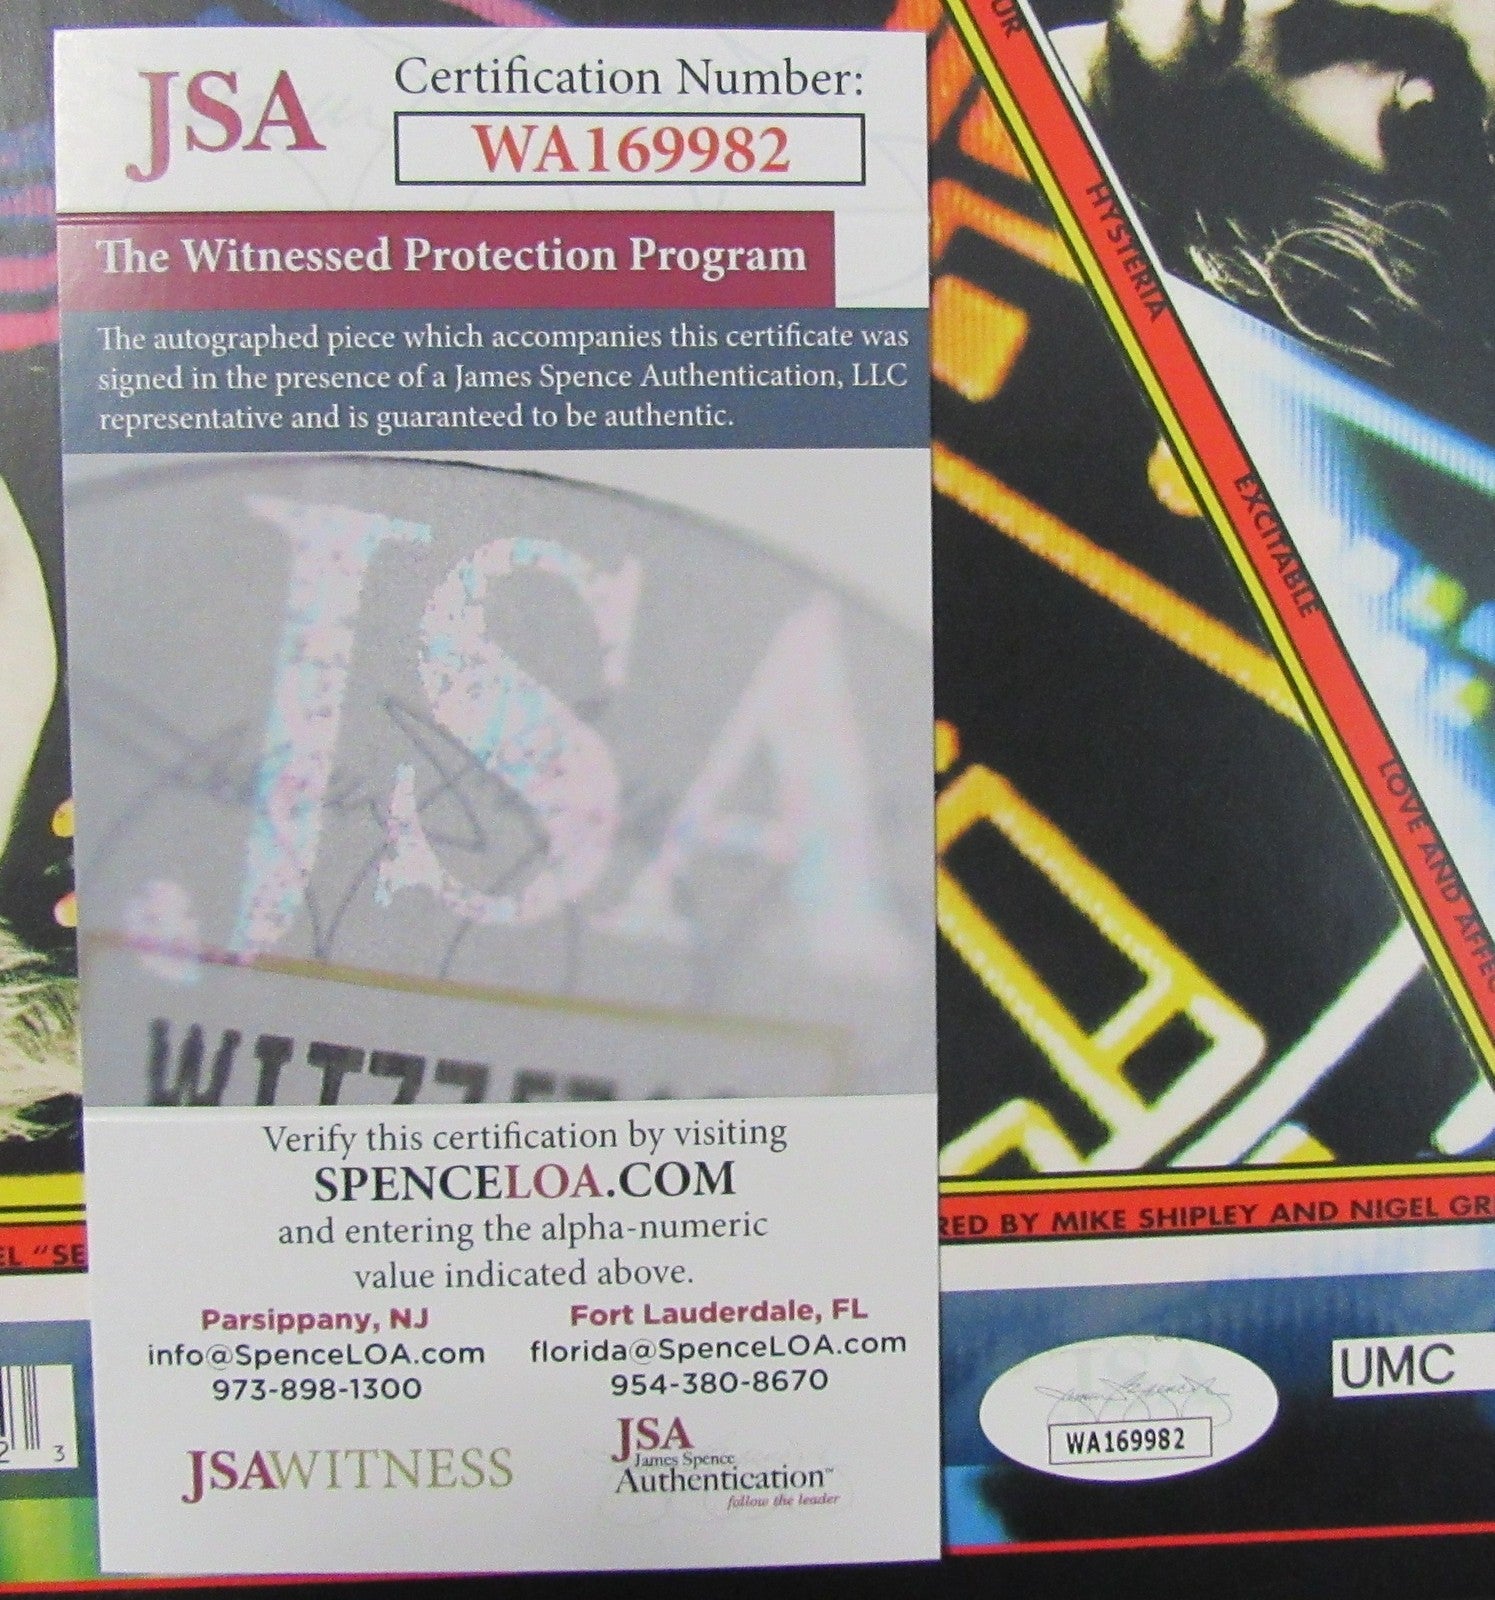 JSA
Certification Number:
WA169982
The Witnessed Protection Program
The autographed piece which accompanies this certificate was
signed in the presence of a James Spence Authentication, LLC
representative and is guaranteed to be authentic.
JSA
Verify this certification by visiting
SPENCELOA.COM
and entering the alpha-numeric
value indicated above.
Parsippany, NJ
info@SpenceLOA.com
973-898-1300
Fort Lauderdale, FL
florida@SpenceLOA.com
954-380-8670
JSAWITNESS
JSA
James Spence
Authentication™
follow the leader
HYSTERIA
EXCITABLE
LOVE AND
BY MIKE SHIPLEY AND NIGEL
WA169982
UMC
3